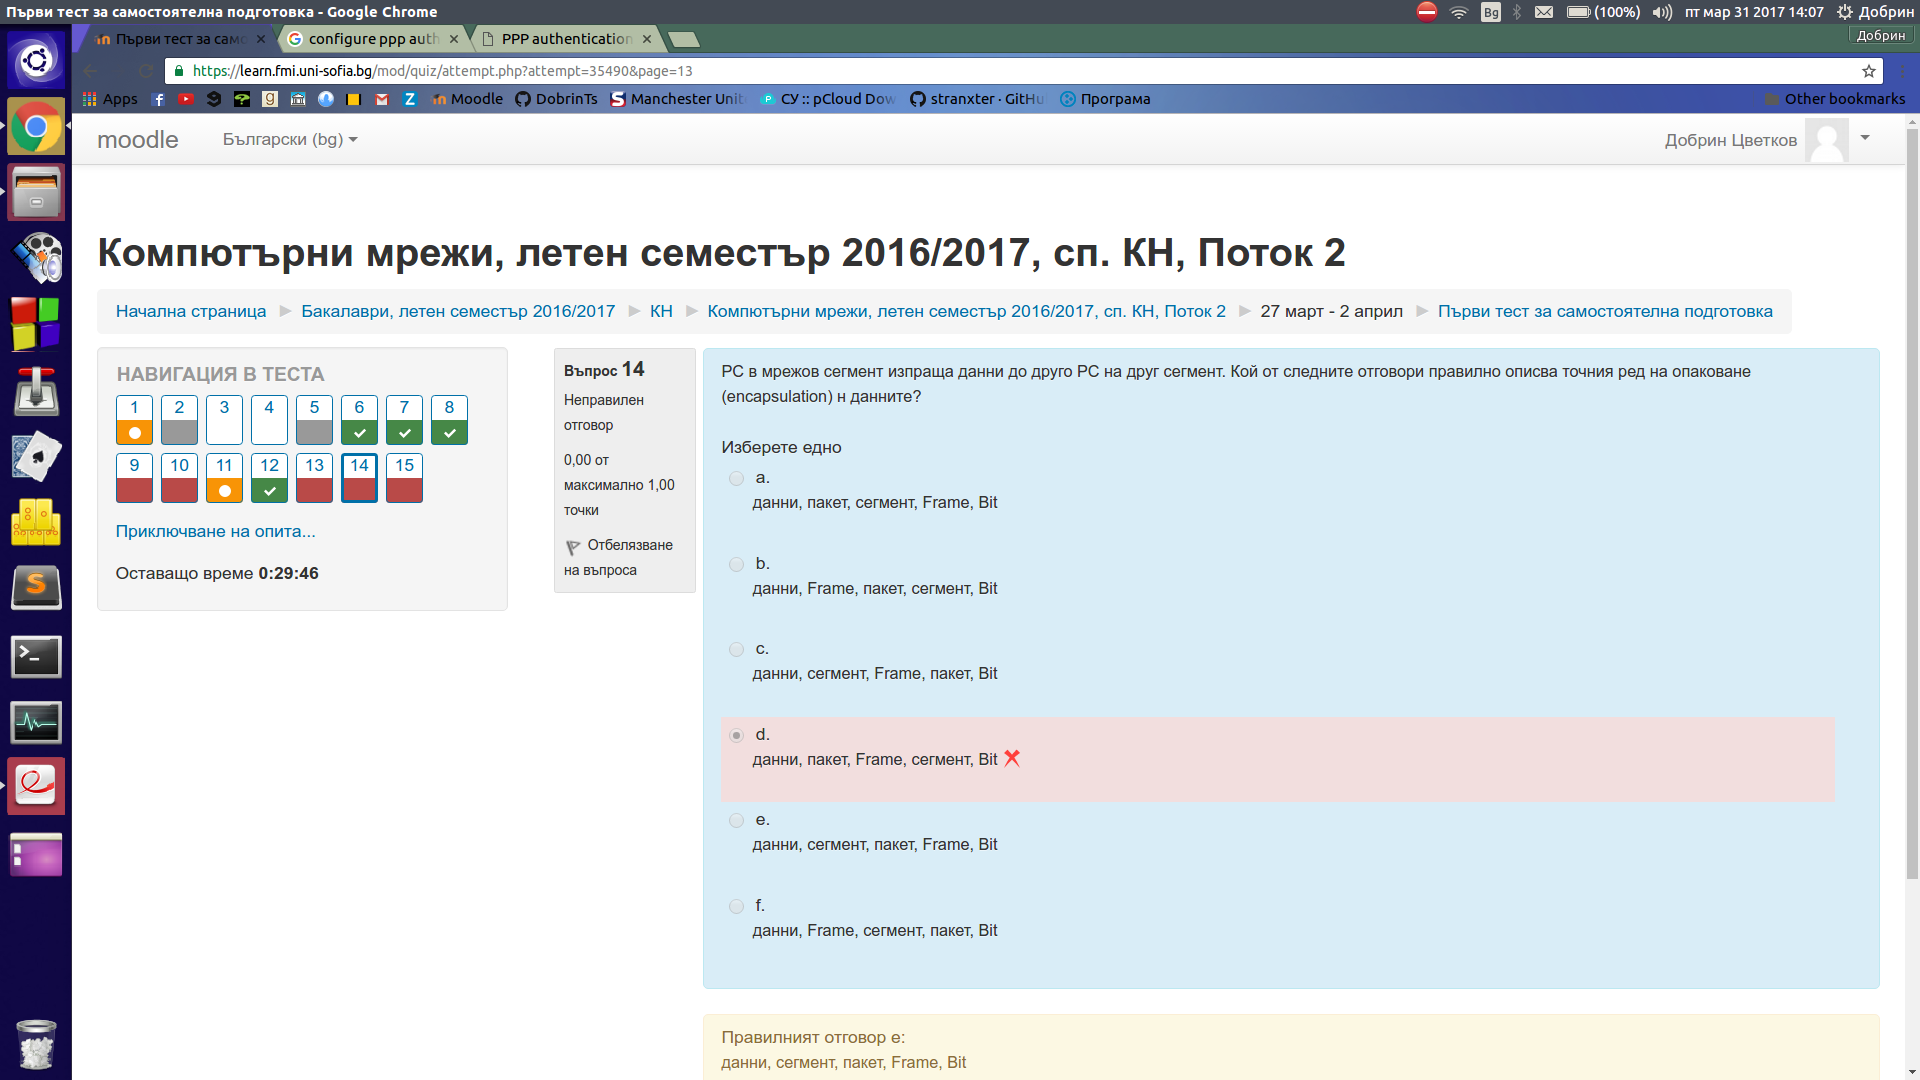 Първи тест за самостоятелна подготовка - Google Chrome
Bg
(100%)
пт мар 31 2017 14:07
Добрин
Първи тест за само
configure ppp auth
PPP authentication
Добрин
https://learn.fmi.uni-sofia.bg/mod/quiz/attempt.php?attempt=35490&page=13
Apps
Moodle
DobrinTs
Manchester Unit
СУ :: pCloud Dow
stranxter · GitHu
Програма
Other bookmarks
moodle
Български (bg)
Добрин Цветков
Компютърни мрежи, летен семестър 2016/2017, сп. КН, Поток 2
Начална страница
Бакалаври, летен семестър 2016/2017
КН
Компютърни мрежи, летен семестър 2016/2017, сп. КН, Поток 2
27 март - 2 април
Първи тест за самостоятелна подготовка
НАВИГАЦИЯ В ТЕСТА
1 2 3 4 5 6 7 8
9 10 11 12 13 14 15
Приключване на опита...
Оставащо време 0:29:46
Въпрос 14
Неправилен
отговор
0,00 от
максимално 1,00
точки
Отбелязване
на въпроса
PC в мрежов сегмент изпраща данни до друго PC на друг сегмент. Кой от следните отговори правилно описва точния ред на опаковане
(encapsulation) н данните?
Изберете едно
a.
данни, пакет, сегмент, Frame, Bit
b.
данни, Frame, пакет, сегмент, Bit
c.
данни, сегмент, Frame, пакет, Bit
d.
данни, пакет, Frame, сегмент, Bit
e.
данни, сегмент, пакет, Frame, Bit
f.
данни, Frame, сегмент, пакет, Bit
Правилният отговор е:
данни, сегмент, пакет, Frame, Bit